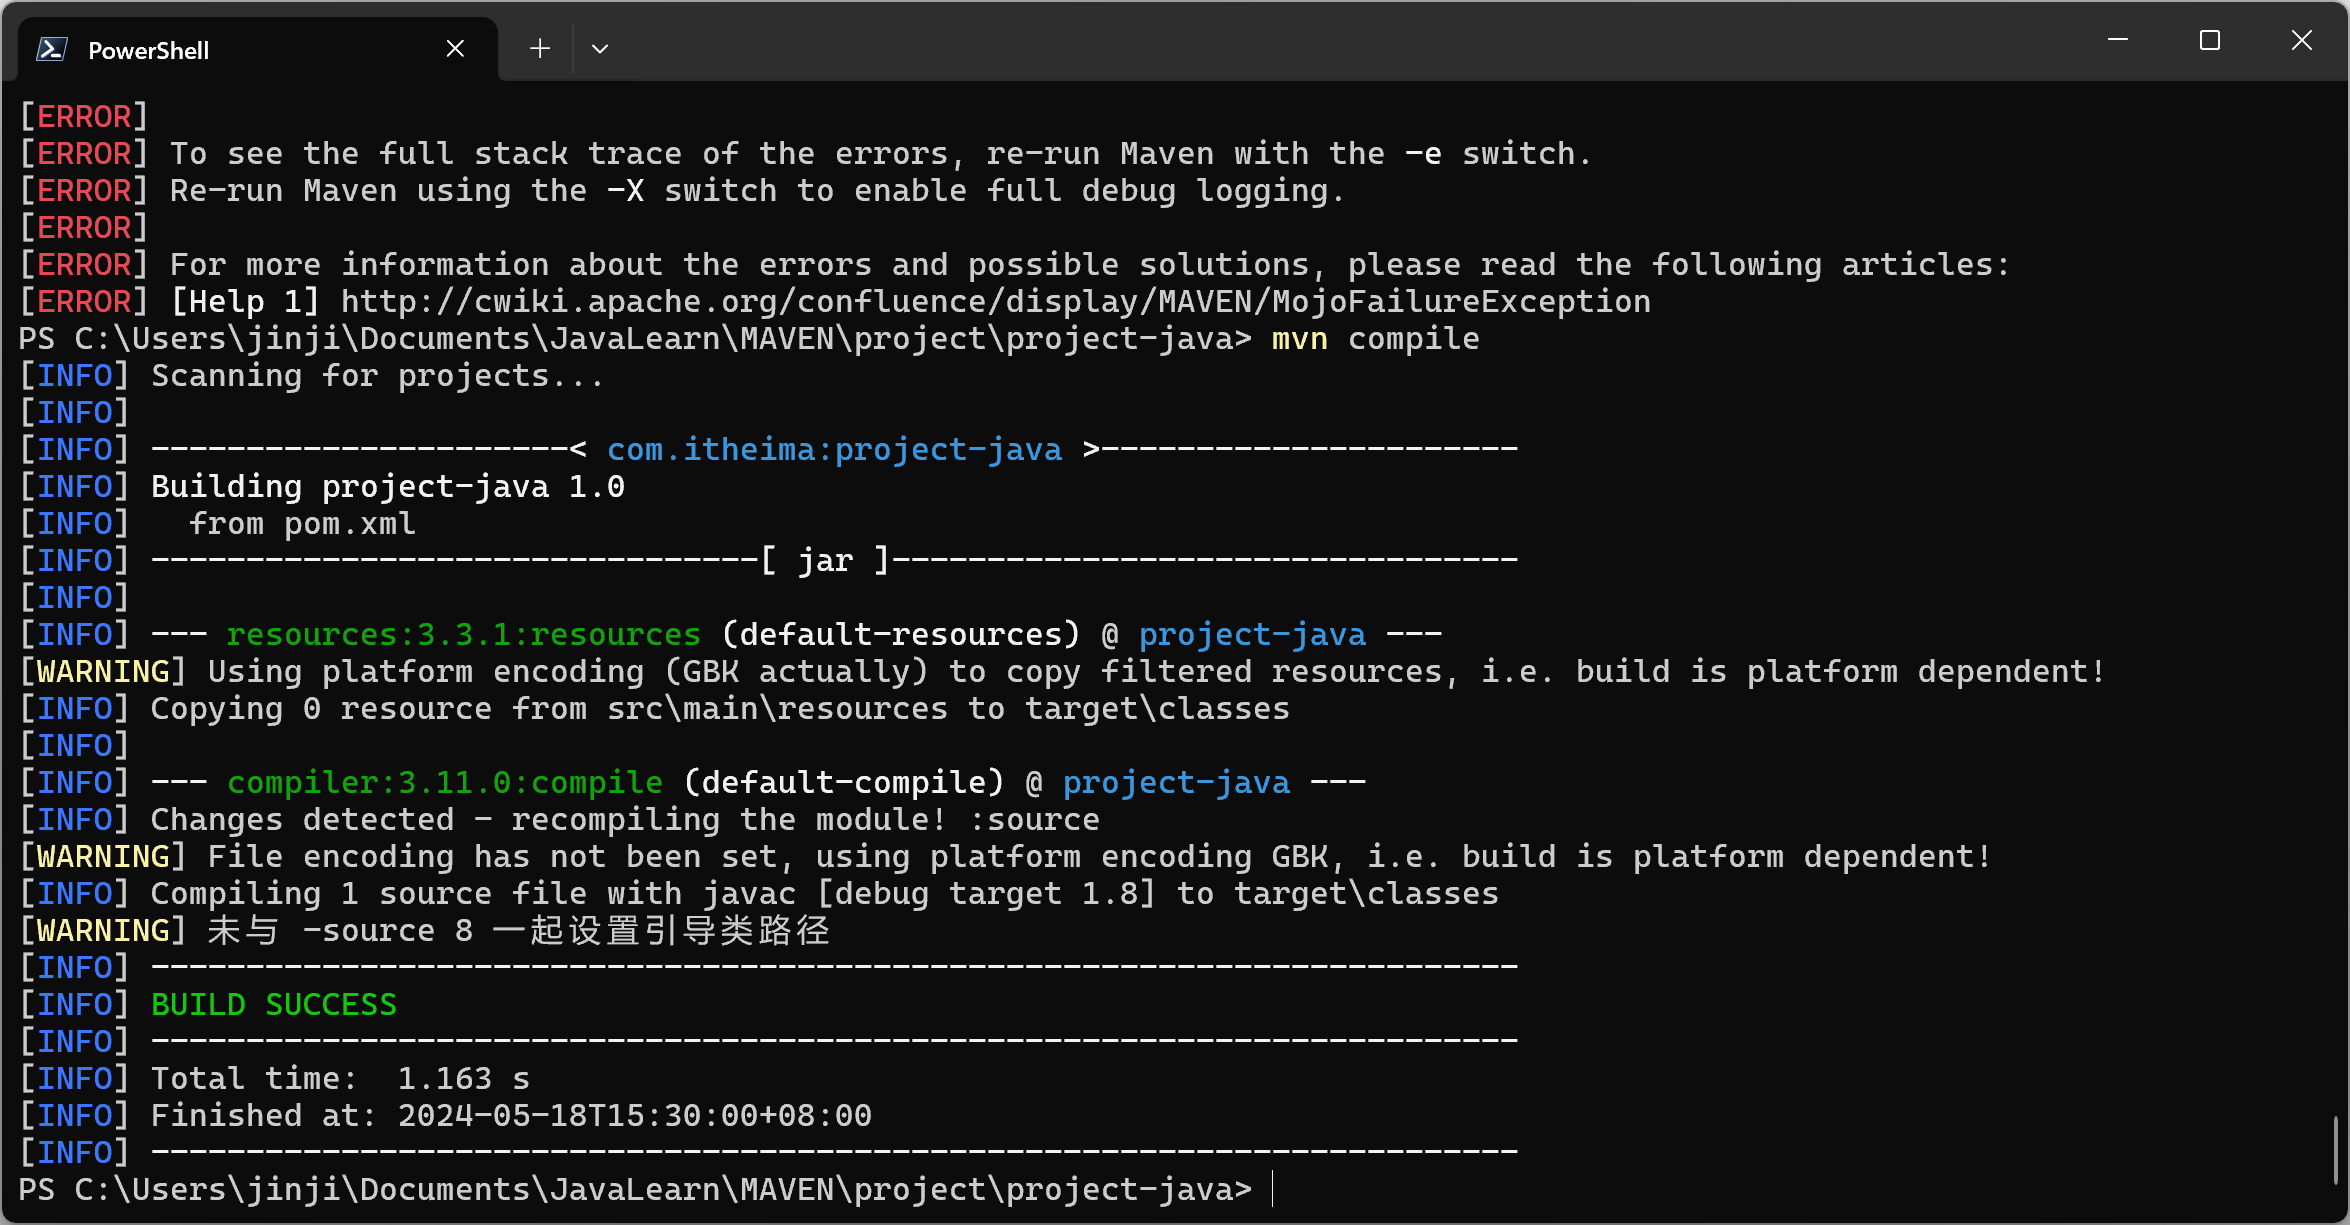 PowerShell
[ERROR]
[ERROR] To see the full stack trace of the errors, re-run Maven with the -e switch.
[ERROR] Re-run Maven using the -X switch to enable full debug logging.
[ERROR]
[ERROR] For more information about the errors and possible solutions, please read the following articles:
[ERROR] [Help 1] http://cwiki.apache.org/confluence/display/MAVEN/MojoFailureException
PS C:\Users\jinji\Documents\JavaLearn\MAVEN\project\project-java> mvn compile
[INFO] Scanning for projects...
[INFO]
[INFO] ----------------------< com.itheima:project-java >----------------------
[INFO] Building project-java 1.0
[INFO]   from pom.xml
[INFO] --------------------------------[ jar ]---------------------------------
[INFO]
[INFO] --- resources:3.3.1:resources (default-resources) @ project-java ---
[WARNING] Using platform encoding (GBK actually) to copy filtered resources, i.e. build is platform dependent!
[INFO] Copying 0 resource from src\main\resources to target\classes
[INFO]
[INFO] --- compiler:3.11.0:compile (default-compile) @ project-java ---
[INFO] Changes detected - recompiling the module! :source
[WARNING] File encoding has not been set, using platform encoding GBK, i.e. build is platform dependent!
[INFO] Compiling 1 source file with javac [debug target 1.8] to target\classes
[WARNING] 未与 -source 8 一起设置引导类路径
[INFO] ------------------------------------------------------------------------
[INFO] BUILD SUCCESS
[INFO] ------------------------------------------------------------------------
[INFO] Total time:  1.163 s
[INFO] Finished at: 2024-05-18T15:30:00+08:00
[INFO] ------------------------------------------------------------------------
PS C:\Users\jinji\Documents\JavaLearn\MAVEN\project\project-java>